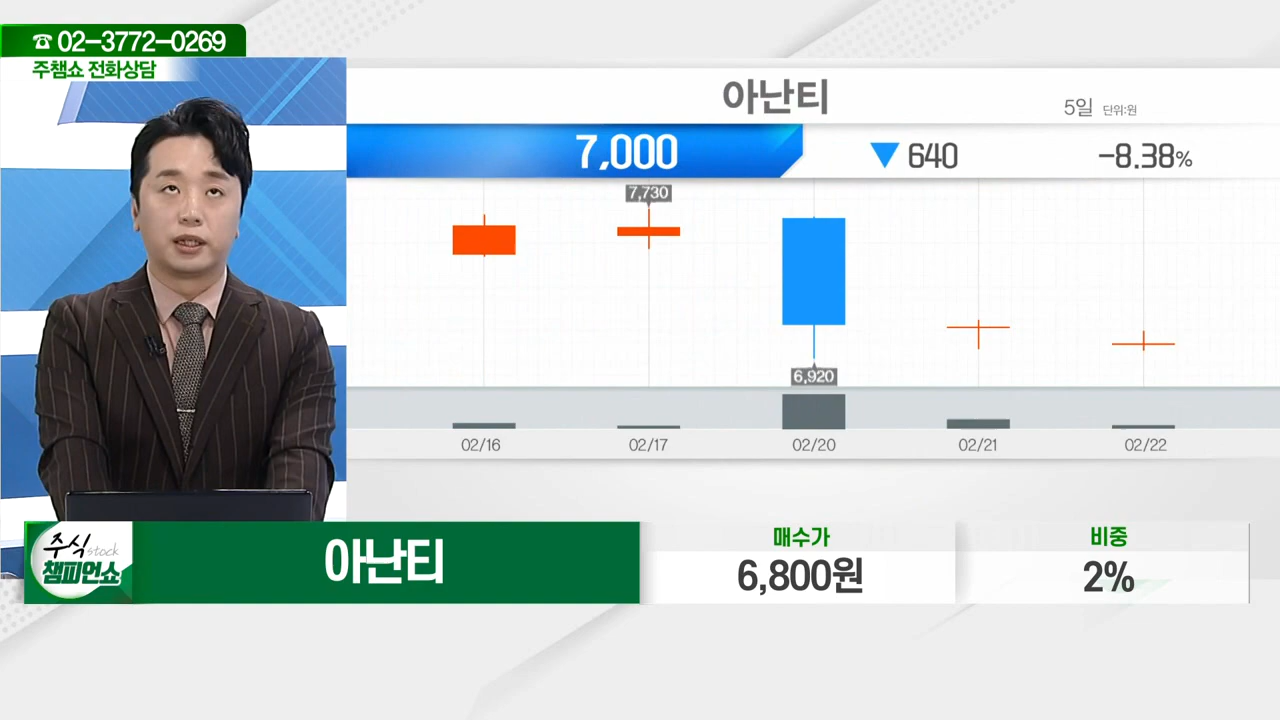 ☎ 02-3772-0269
주챔쇼 전화상담
아난티
5일 단위:원
7,000 ▼ 640 -8.38%
7,730
6,920
02/16 02/17 02/20 02/21 02/22
주식 stock
챔피언쇼
아난티
매수가
6,800원
비중
2%